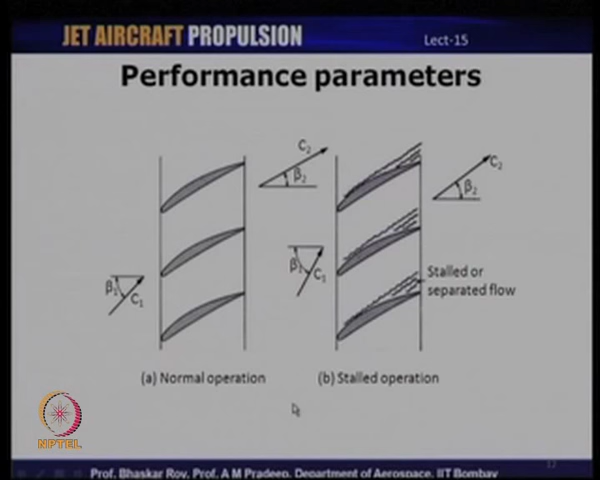 JET AIRCRAFT PROPULSION
Lect-15
Performance parameters
C₂
β₂
β₁
C₁
C₂
β₂
β₁
C₁
Stalled or
separated flow
(a) Normal operation
(b) Stalled operation
NPTEL
Prof. Bhaskar Roy, Prof. A M Pradeep, Department of Aerospace, IIT Bombay